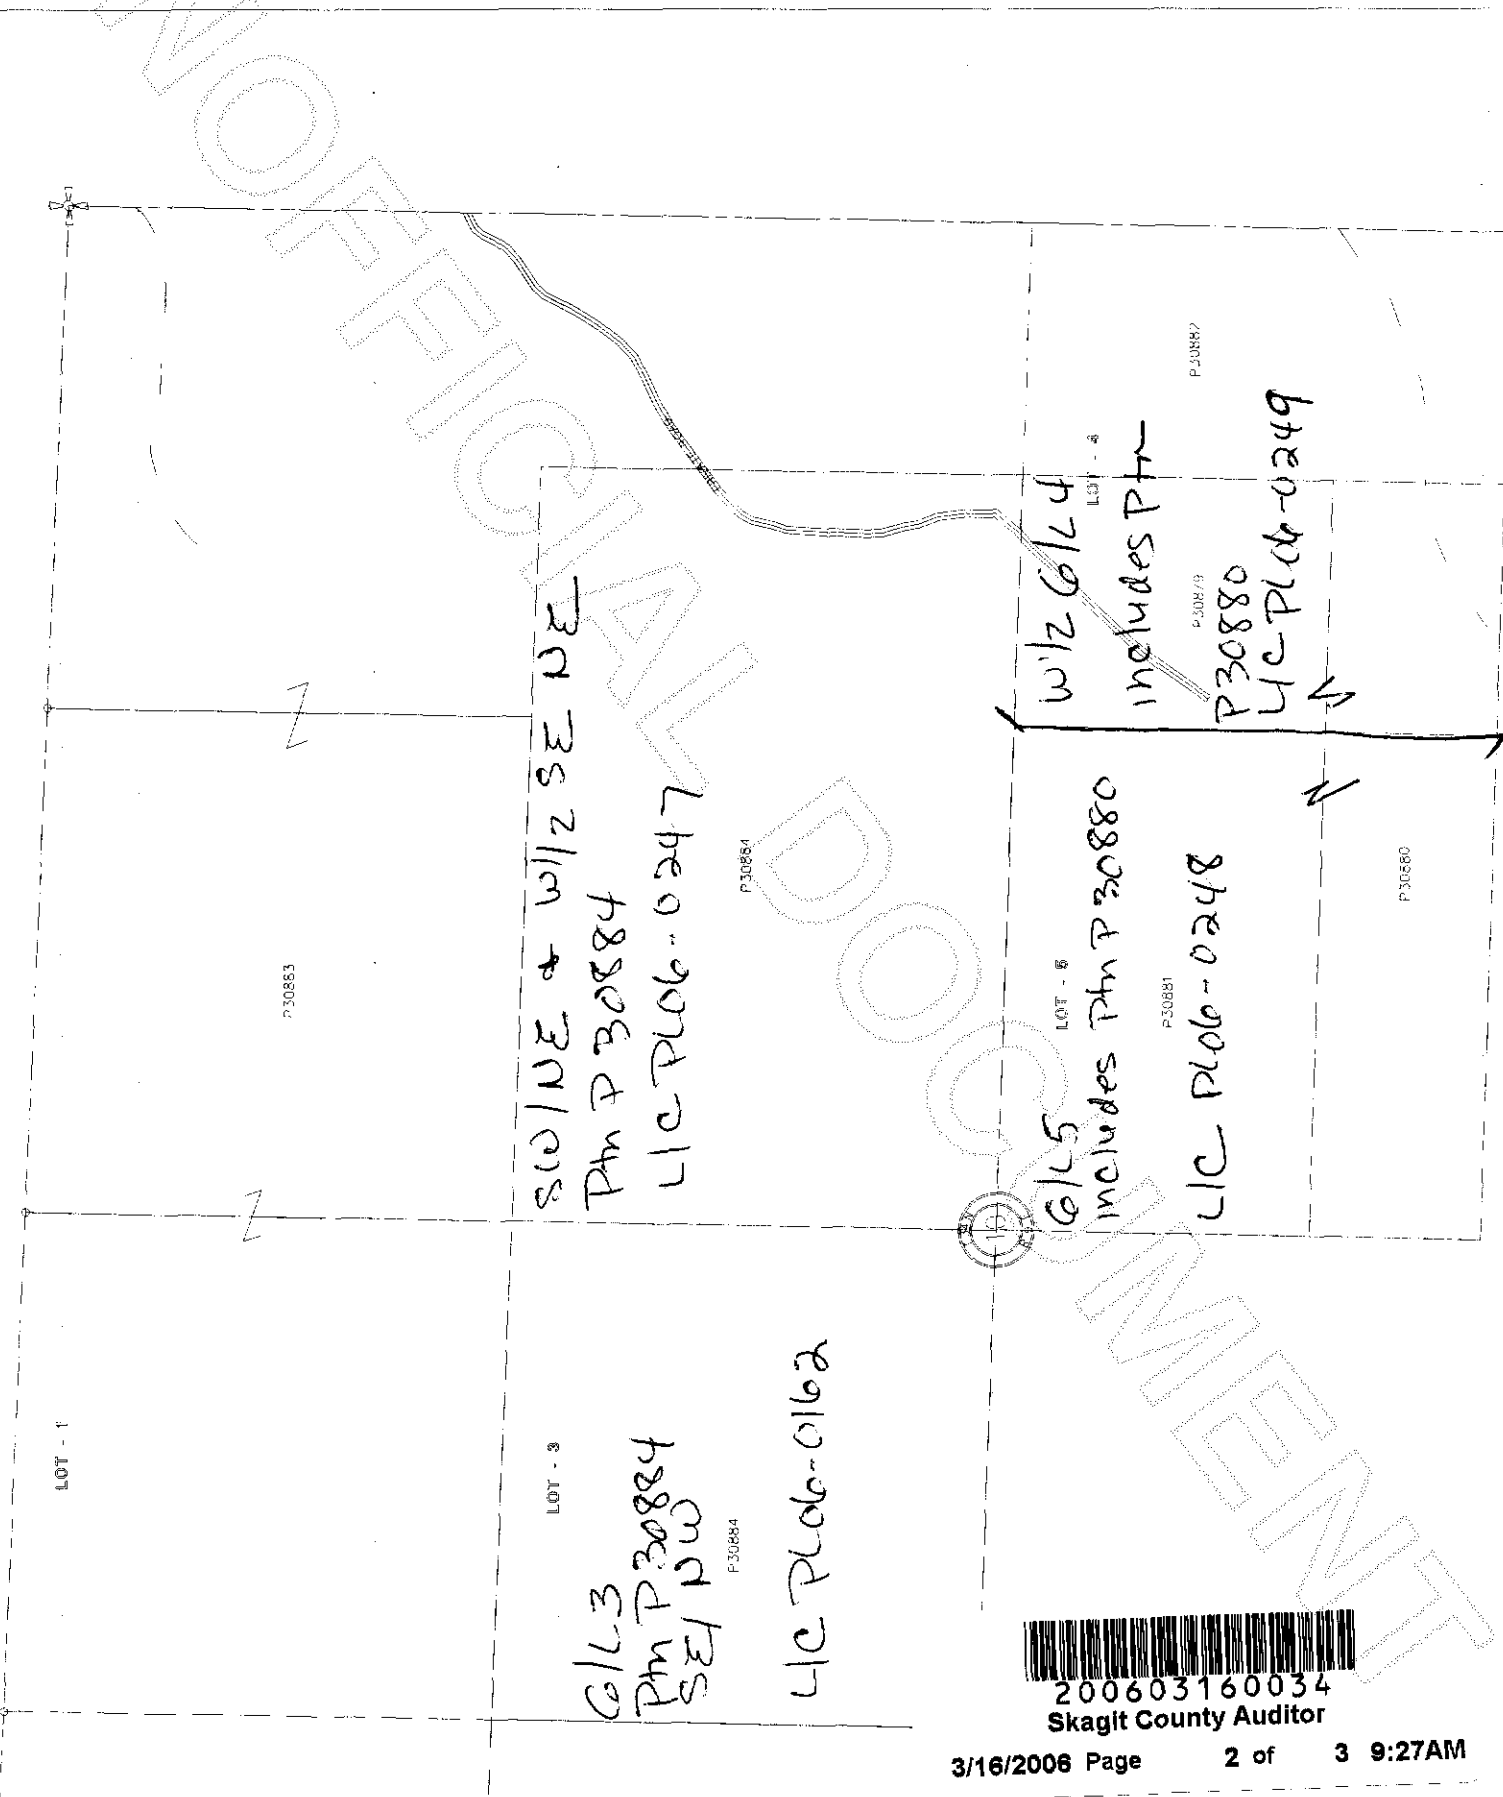 UNOFFICIAL DOCUMENT
LOT - 1
P30883
SW/NE & W1/2 SE NE
Ptn P30884
L/C PL06-0247
P30884
LOT - 3
G/L3
Ptn P30884
SE/NW
P30884
L/C PL06-0162
W1/2 G/L4
LOT - 4
includes Ptn
P30879
P30880
L/C PL06-0249
P30882
G/L5
LOT - 5
includes Ptn P30880
P30881
L/C PL06-0248
P30880
GRAVEL ROAD
200603160034
Skagit County Auditor
3/16/2006 Page 2 of 3 9:27AM